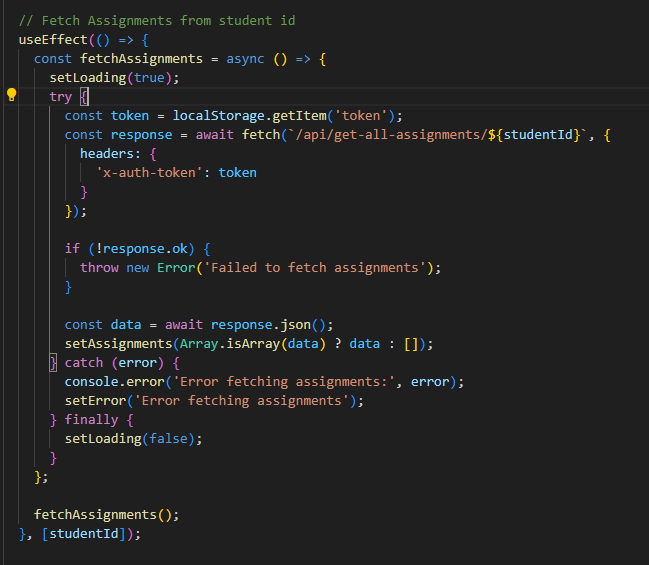 // Fetch Assignments from student id
useEffect(() => {
  const fetchAssignments = async () => {
    setLoading(true);
    try {
      const token = localStorage.getItem('token');
      const response = await fetch(`/api/get-all-assignments/${studentId}`, {
        headers: {
          'x-auth-token': token
        }
      });

      if (!response.ok) {
        throw new Error('Failed to fetch assignments');
      }

      const data = await response.json();
      setAssignments(Array.isArray(data) ? data : []);
    } catch (error) {
      console.error('Error fetching assignments:', error);
      setError('Error fetching assignments');
    } finally {
      setLoading(false);
    }
  };

  fetchAssignments();
}, [studentId]);